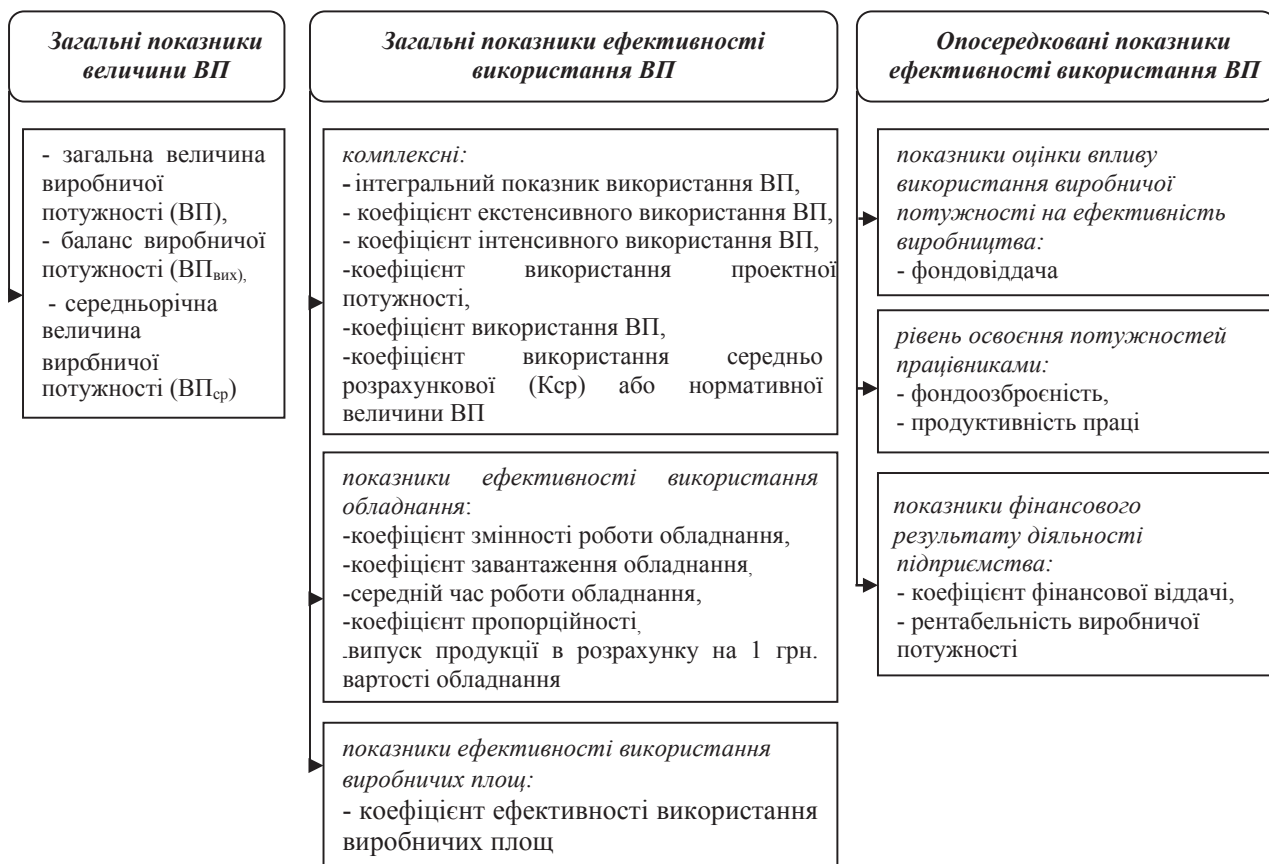 Загальні показники
величини ВП
- загальна величина
виробничої
потужності (ВП),
- баланс виробничої
потужності (ВПвих),
- середньорічна
величина
виробничої
потужності (ВПср)
Загальні показники ефективності
використання ВП
комплексні:
- інтегральний показник використання ВП,
- коефіцієнт екстенсивного використання ВП,
- коефіцієнт інтенсивного використання ВП,
-коефіцієнт використання проектної
потужності,
-коефіцієнт використання ВП,
-коефіцієнт використання середньо
розрахункової (Кср) або нормативної
величини ВП
показники ефективності використання
обладнання:
-коефіцієнт змінності роботи обладнання,
-коефіцієнт завантаження обладнання,
-середній час роботи обладнання,
-коефіцієнт пропорційності,
-випуск продукції в розрахунку на 1 грн.
вартості обладнання
показники ефективності використання
виробничих площ:
- коефіцієнт ефективності використання
виробничих площ
Опосередковані показники
ефективності використання ВП
показники оцінки впливу
використання виробничої
потужності на ефективність
виробництва:
- фондовіддача
рівень освоєння потужностей
працівниками:
- фондоозброєність,
- продуктивність праці
показники фінансового
результату діяльності
підприємства:
- коефіцієнт фінансової віддачі,
- рентабельність виробничої
потужності